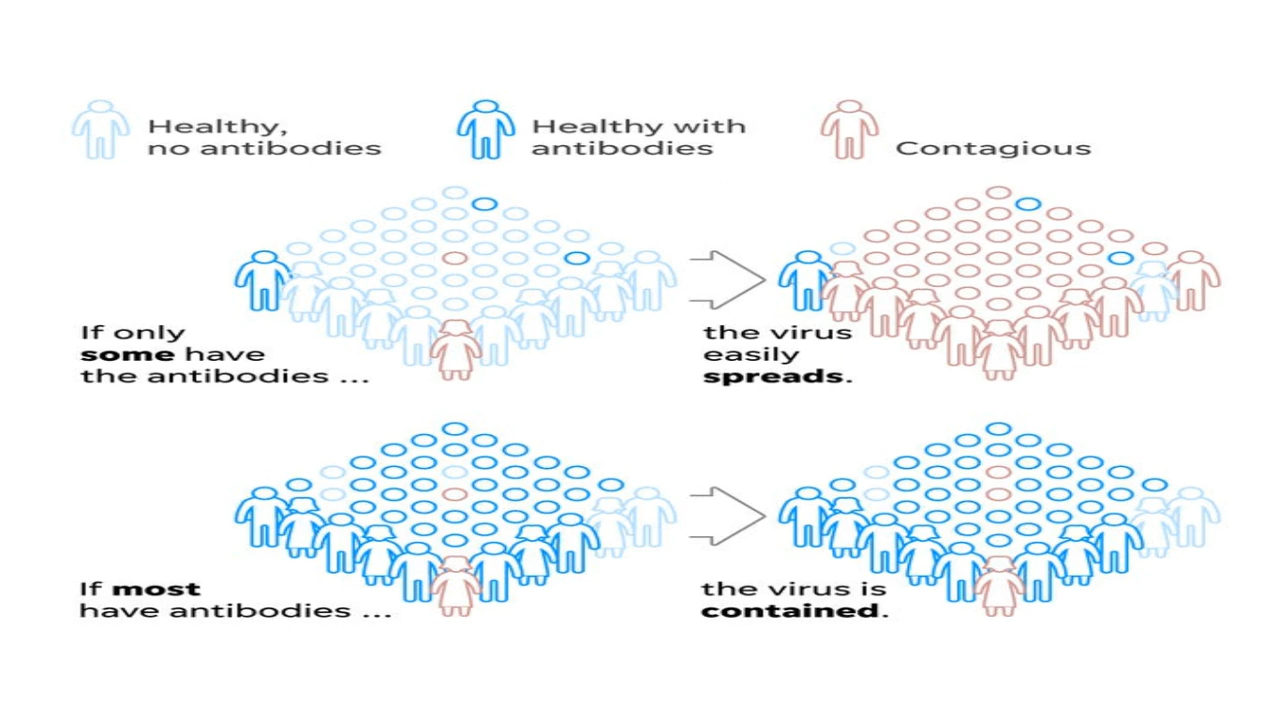 Healthy,
no antibodies
Healthy with
antibodies
Contagious
If only
some have
the antibodies ...
the virus
easily
spreads.
If most
have antibodies ...
the virus is
contained.